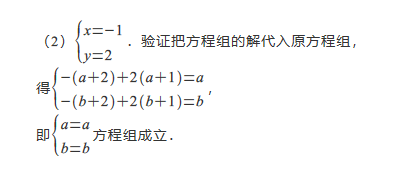 (2) {x=-1
y=2 . 验证把方程组的解代入原方程组,
得{-(a+2)+2(a+1)=a
-(b+2)+2(b+1)=b ,
即{a=a
b=b 方程组成立.